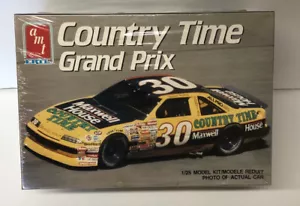 amt
ERTL
Country Time
Grand Prix
30
Maxwell
House
COUNTRY TIME
30
Maxwell House
1/25 MODEL KIT/MODELE REDUIT
PHOTO OF ACTUAL CAR